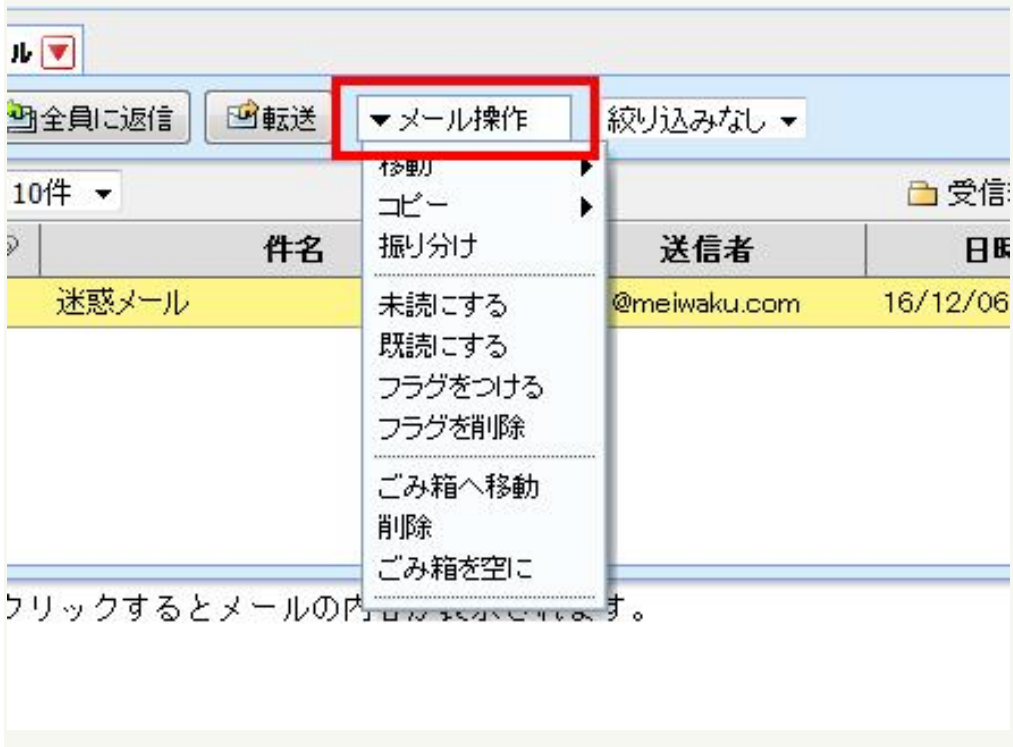 ル
全員に返信 転送 ▼メール操作 絞り込みなし ▼
10件 ▼ 受信
件名 送信者 日時
迷惑メール @meiwaku.com 16/12/06
移動
コピー
振り分け
未読にする
既読にする
フラグをつける
フラグを削除
ごみ箱へ移動
削除
ごみ箱を空に
クリックするとメールの内容が表示されます。